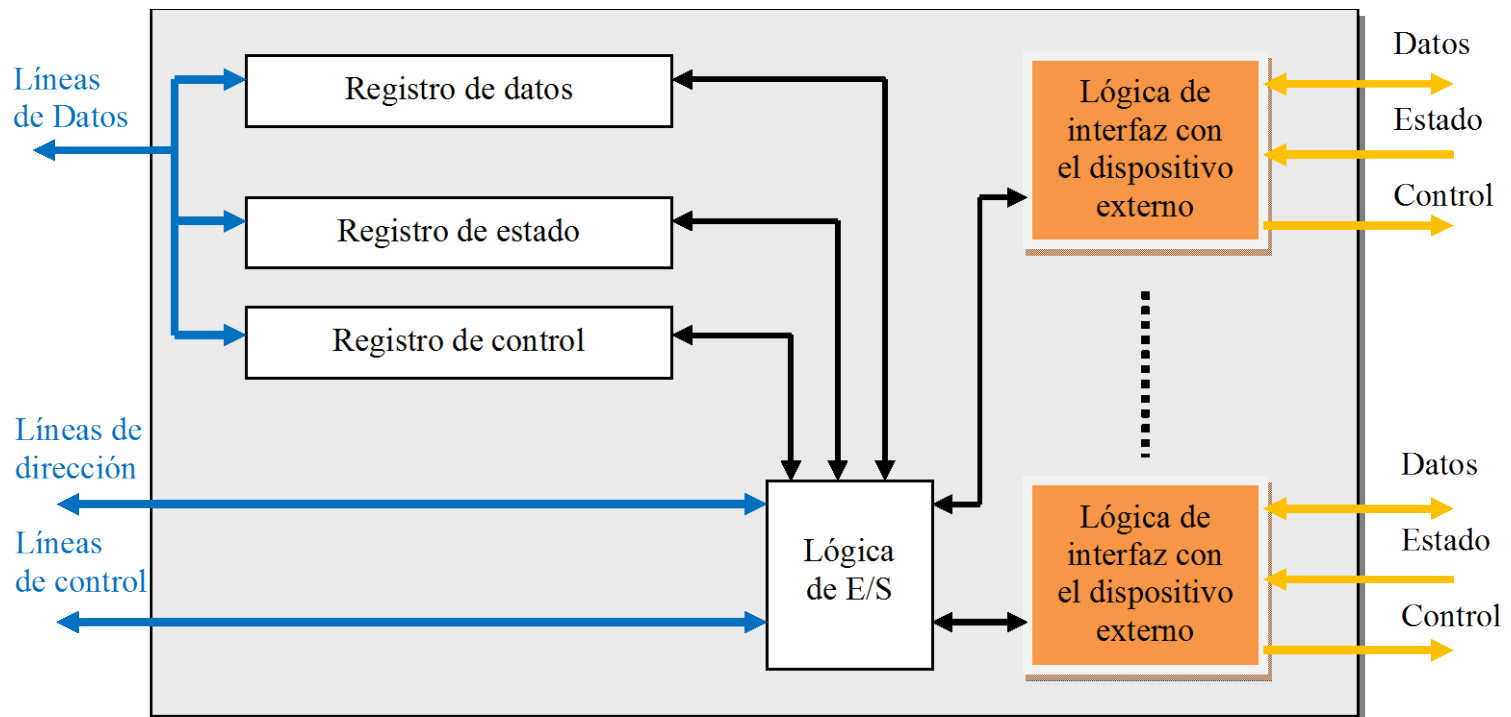 Líneas
de Datos
Registro de datos
Registro de estado
Registro de control
Líneas de
dirección
Líneas
de control
Lógica
de E/S
Lógica de
interfaz con
el dispositivo
externo
Datos
Estado
Control
Lógica de
interfaz con
el dispositivo
externo
Datos
Estado
Control